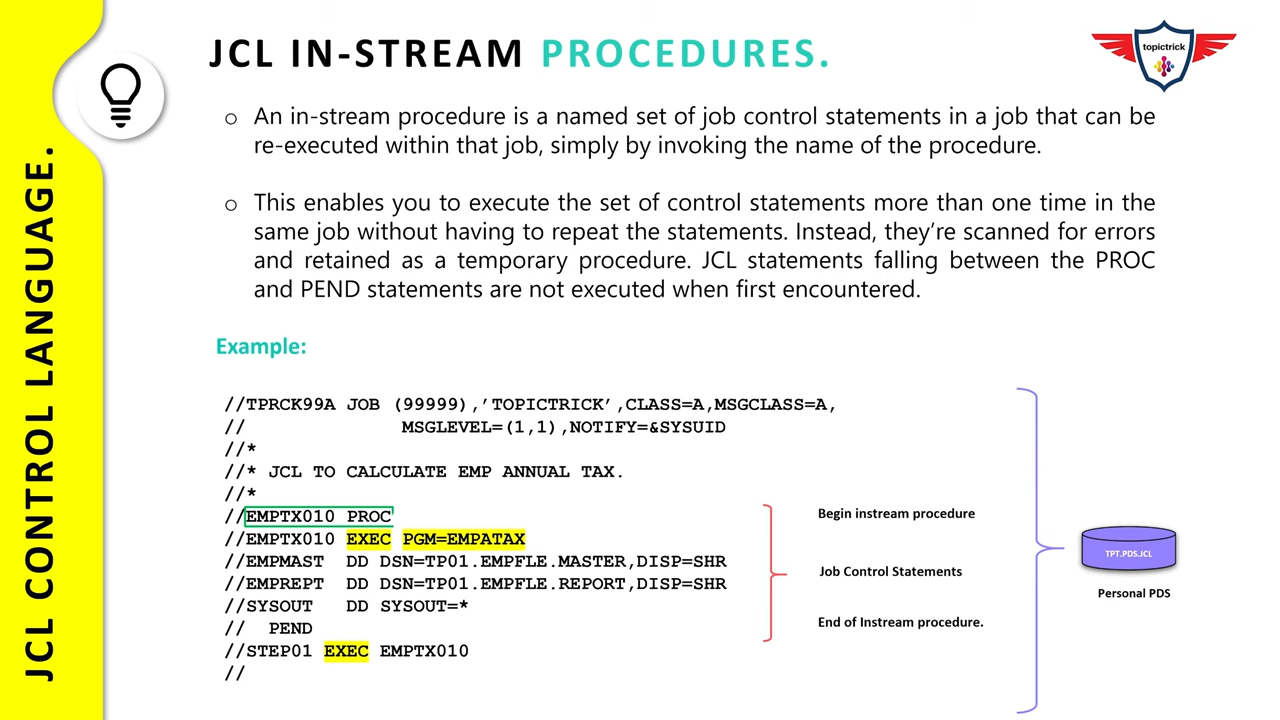 JCL IN-STREAM PROCEDURES.
topictrick
JCL CONTROL LANGUAGE.
o An in-stream procedure is a named set of job control statements in a job that can be
re-executed within that job, simply by invoking the name of the procedure.
o This enables you to execute the set of control statements more than one time in the
same job without having to repeat the statements. Instead, they’re scanned for errors
and retained as a temporary procedure. JCL statements falling between the PROC
and PEND statements are not executed when first encountered.
Example:
//TPRCK99A JOB (99999),’TOPICTRICK’,CLASS=A,MSGCLASS=A,
// MSGLEVEL=(1,1),NOTIFY=&SYSUID
//*
//* JCL TO CALCULATE EMP ANNUAL TAX.
//*
//EMPTX010 PROC
//EMPTX010 EXEC PGM=EMPATAX
//EMPMAST DD DSN=TP01.EMPFLE.MASTER,DISP=SHR
//EMPREPT DD DSN=TP01.EMPFLE.REPORT,DISP=SHR
//SYSOUT DD SYSOUT=*
// PEND
//STEP01 EXEC EMPTX010
//
Begin instream procedure
Job Control Statements
End of Instream procedure.
TPT.PDS.JCL
Personal PDS